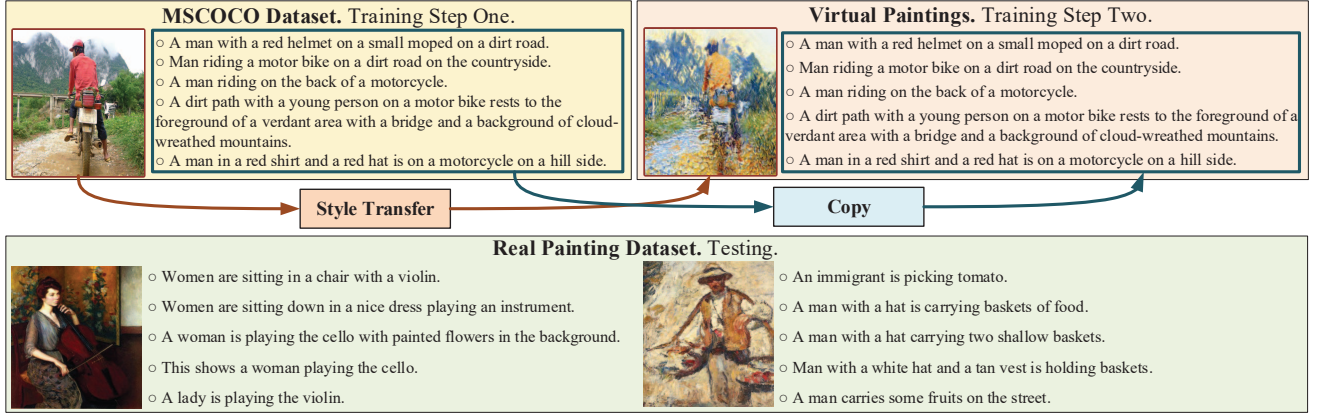 MSCOCO Dataset. Training Step One.
○ A man with a red helmet on a small moped on a dirt road.
○ Man riding a motor bike on a dirt road on the countryside.
○ A man riding on the back of a motorcycle.
○ A dirt path with a young person on a motor bike rests to the
foreground of a verdant area with a bridge and a background of cloud-
wreathed mountains.
○ A man in a red shirt and a red hat is on a motorcycle on a hill side.
Virtual Paintings. Training Step Two.
○ A man with a red helmet on a small moped on a dirt road.
○ Man riding a motor bike on a dirt road on the countryside.
○ A man riding on the back of a motorcycle.
○ A dirt path with a young person on a motor bike rests to the foreground of a
verdant area with a bridge and a background of cloud-wreathed mountains.
○ A man in a red shirt and a red hat is on a motorcycle on a hill side.
Style Transfer
Copy
Real Painting Dataset. Testing.
○ Women are sitting in a chair with a violin.
○ Women are sitting down in a nice dress playing an instrument.
○ A woman is playing the cello with painted flowers in the background.
○ This shows a woman playing the cello.
○ A lady is playing the violin.
○ An immigrant is picking tomato.
○ A man with a hat is carrying baskets of food.
○ A man with a hat carrying two shallow baskets.
○ Man with a white hat and a tan vest is holding baskets.
○ A man carries some fruits on the street.